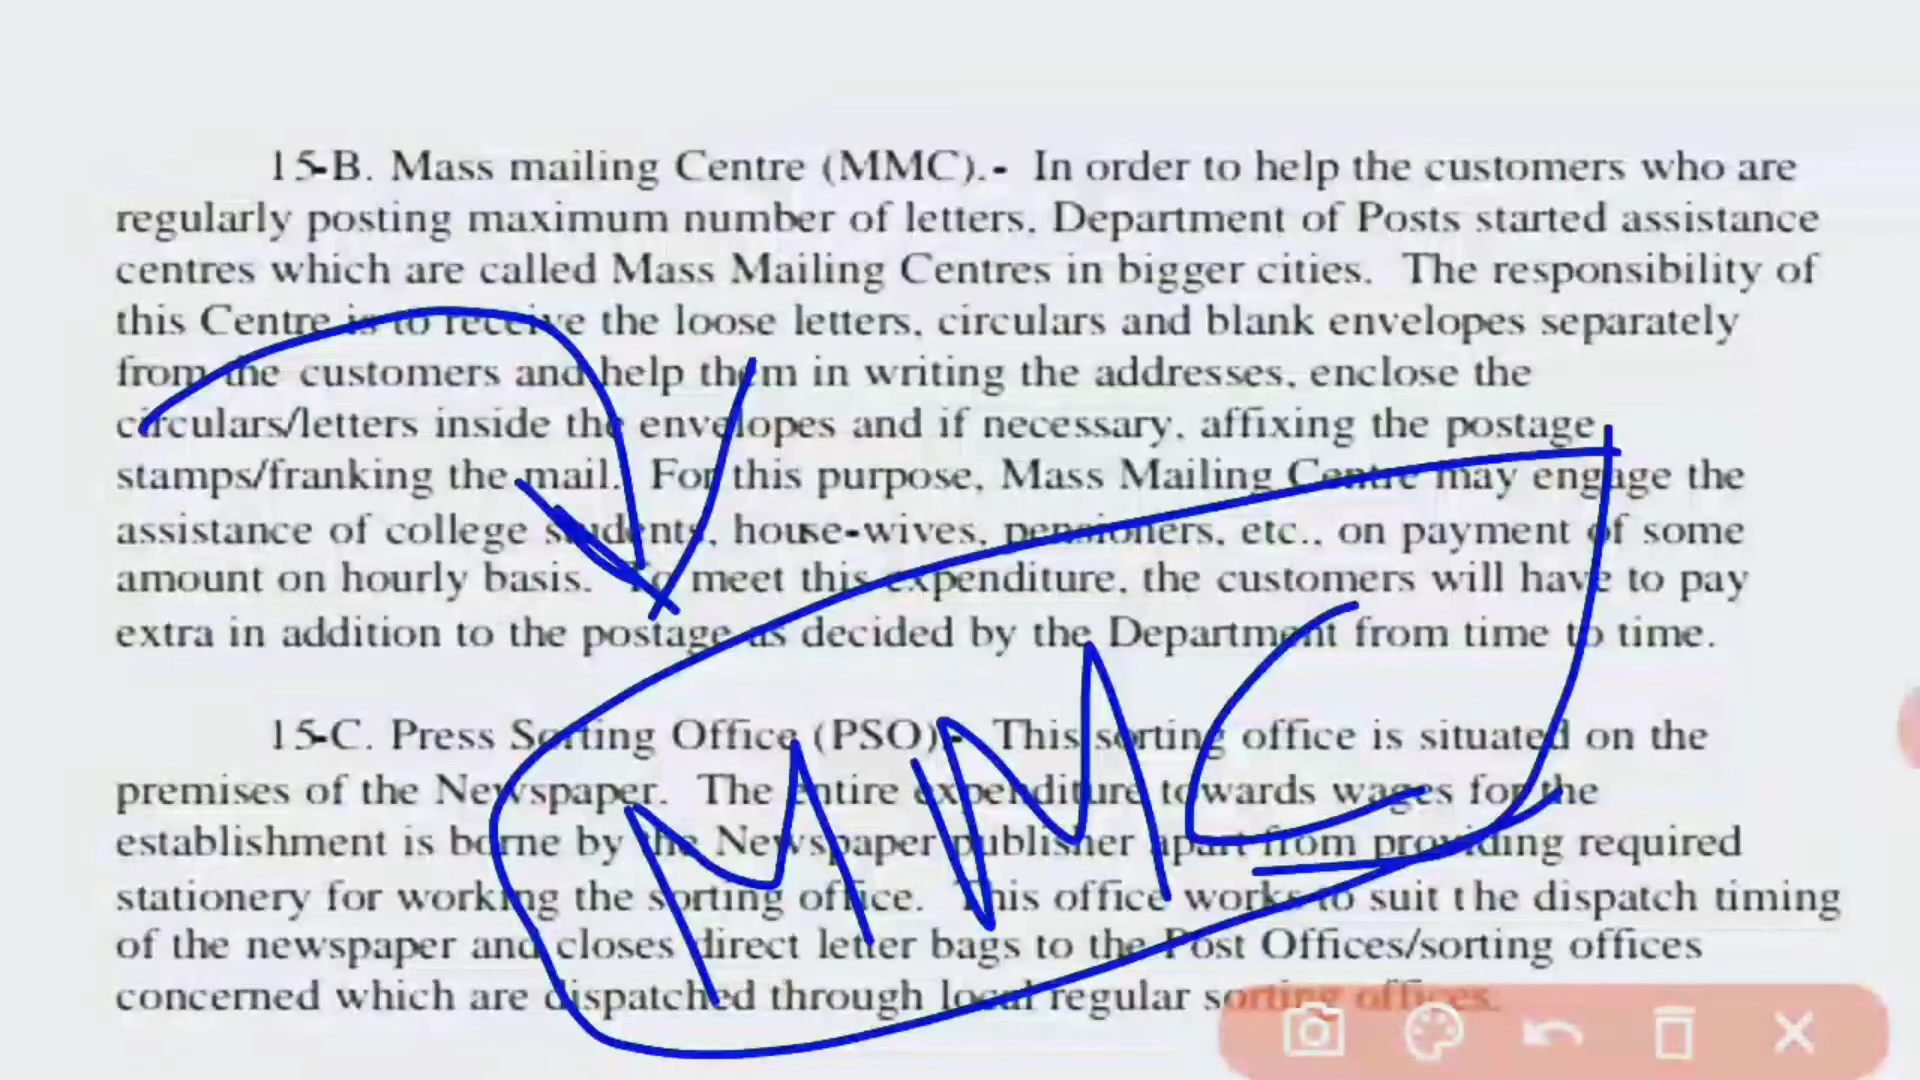 15-B. Mass mailing Centre (MMC).- In order to help the customers who are
regularly posting maximum number of letters, Department of Posts started assistance
centres which are called Mass Mailing Centres in bigger cities. The responsibility of
this Centre is to receive the loose letters, circulars and blank envelopes separately
from the customers and help them in writing the addresses, enclose the
circulars/letters inside the envelopes and if necessary, affixing the postage
stamps/franking the mail. For this purpose, Mass Mailing Centre may engage the
assistance of college students, house-wives, pensioners, etc., on payment of some
amount on hourly basis. To meet this expenditure, the customers will have to pay
extra in addition to the postage as decided by the Department from time to time.
15-C. Press Sorting Office (PSO)- This sorting office is situated on the
premises of the Newspaper. The entire expenditure towards wages for the
establishment is borne by the Newspaper publisher apart from providing required
stationery for working the sorting office. This office works to suit the dispatch timing
of the newspaper and closes direct letter bags to the Post Offices/sorting offices
concerned which are dispatched through local regular sorting offices.
MMC